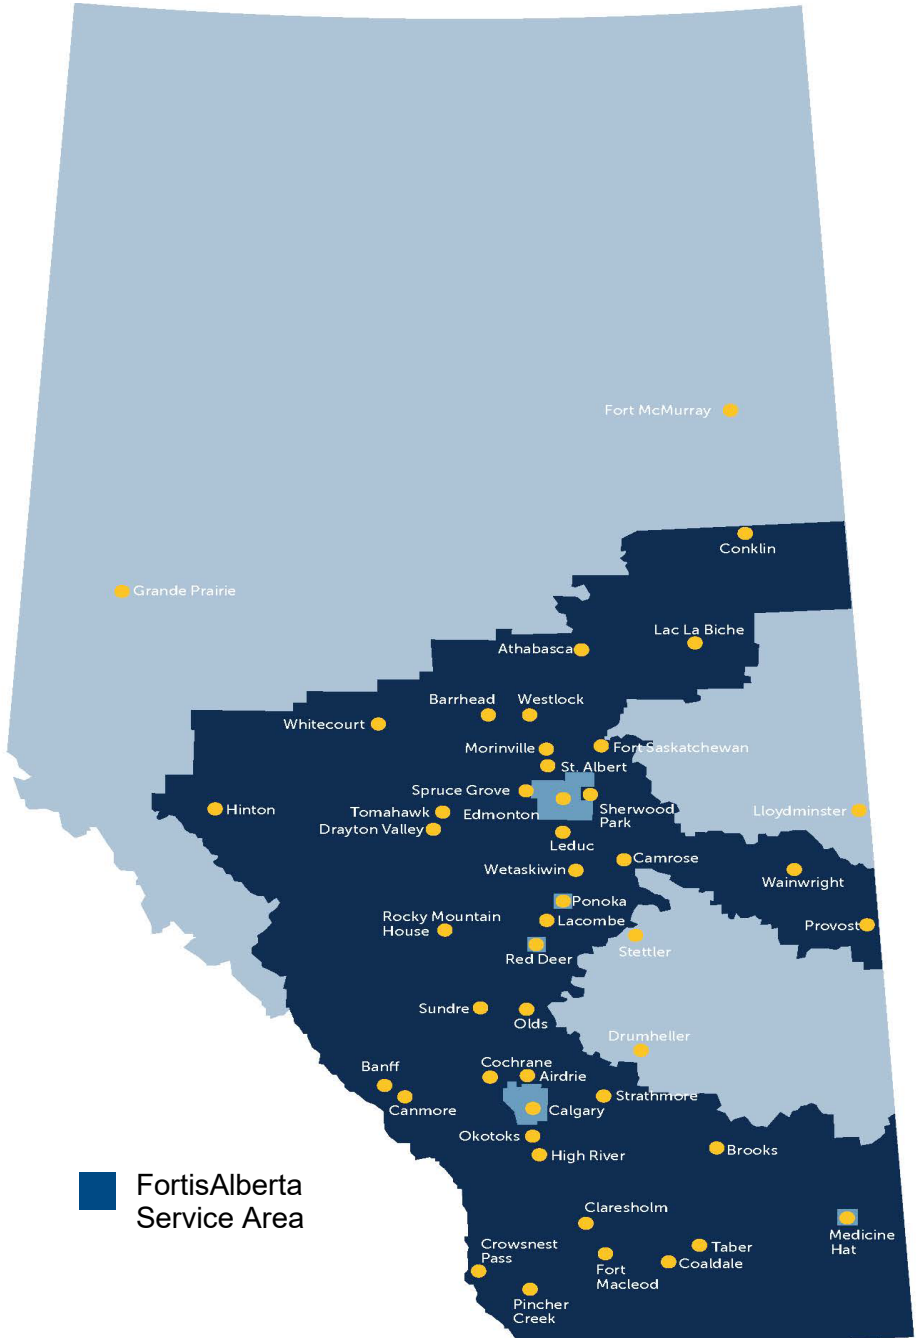 Fort McMurray
Conklin
Grande Prairie
Lac La Biche
Athabasca
Barrhead
Westlock
Whitecourt
Morinville
Fort Saskatchewan
St. Albert
Spruce Grove
Hinton
Tomahawk
Edmonton
Sherwood
Park
Lloydminster
Drayton Valley
Leduc
Camrose
Wetaskiwin
Wainwright
Ponoka
Rocky Mountain
House
Lacombe
Provost
Stettler
Red Deer
Sundre
Olds
Drumheller
Banff
Cochrane
Airdrie
Canmore
Strathmore
Calgary
Okotoks
High River
Brooks
FortisAlberta
Service Area
Claresholm
Medicine
Hat
Crowsnest
Pass
Taber
Coaldale
Fort
Macleod
Pincher
Creek